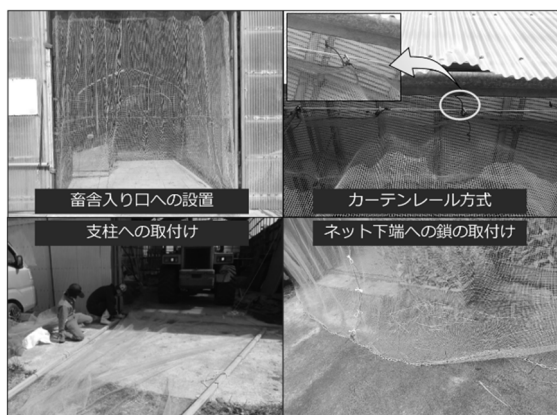 畜舎入り口への設置
カーテンレール方式
支柱への取付け
ネット下端への鎖の取付け